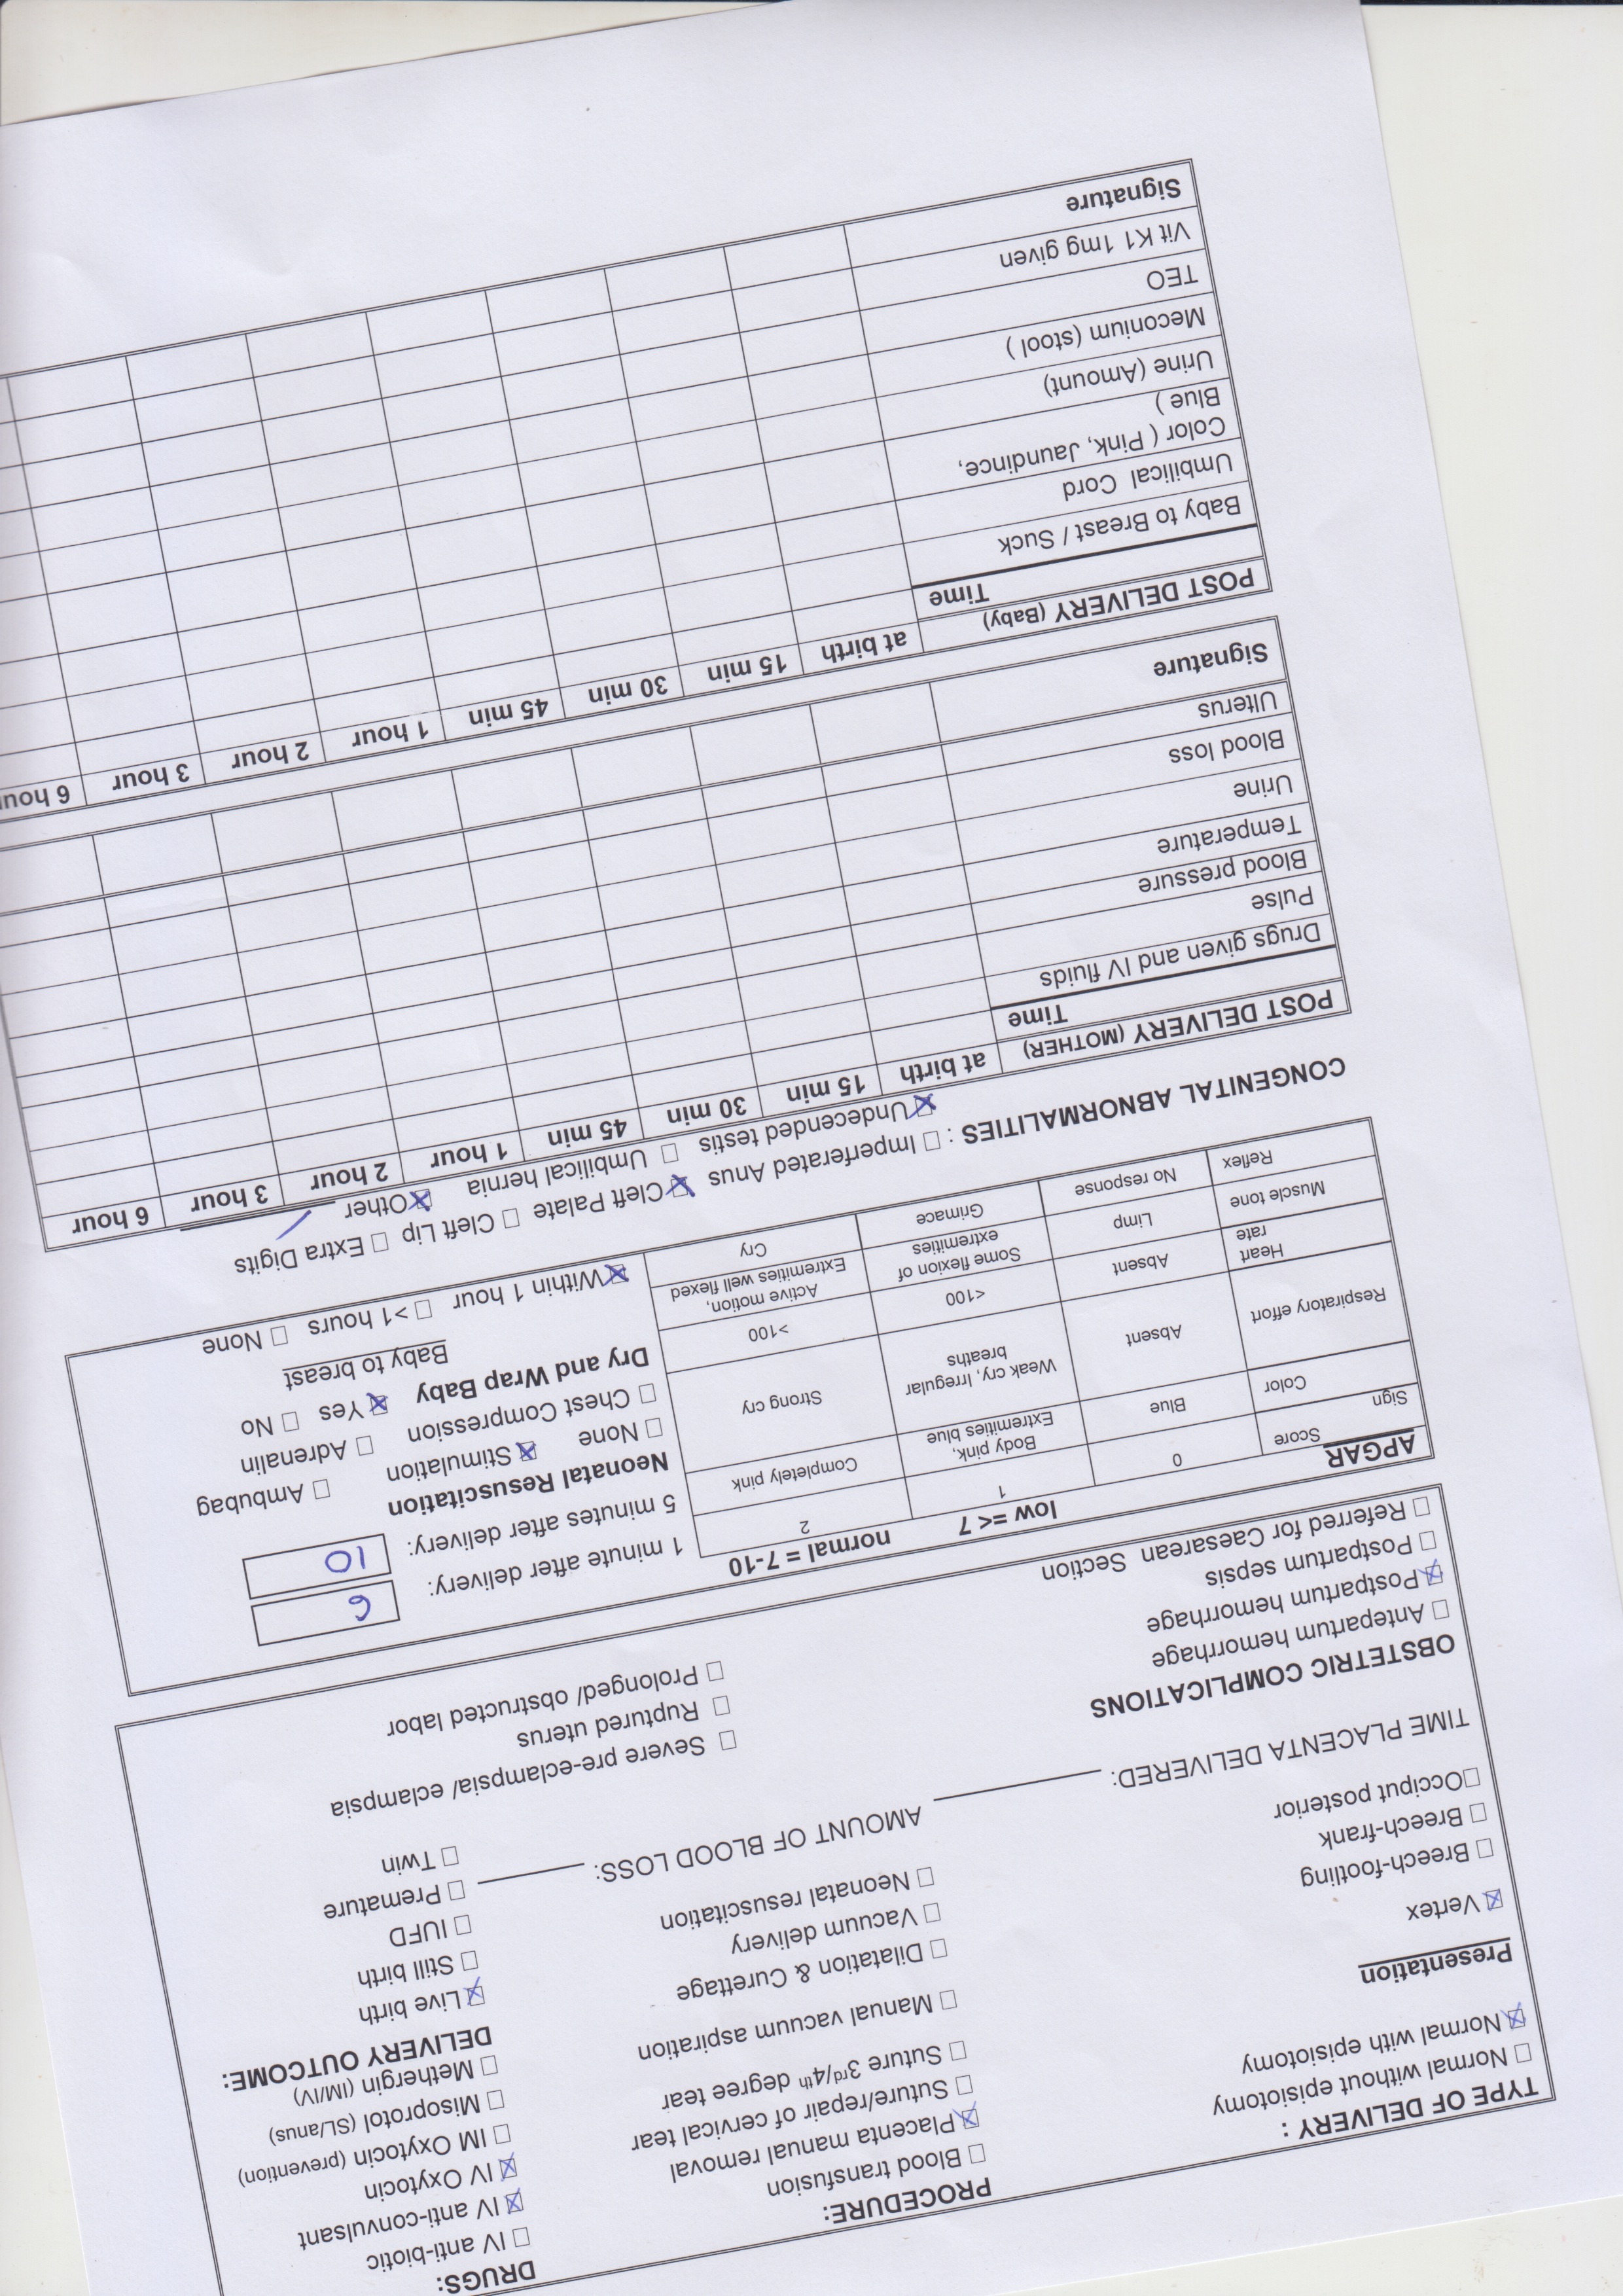 TYPE OF DELIVERY :
☐ Normal without episiotomy
☒ Normal with episiotomy
Presentation
☒ Vertex
☐ Breech-footling
☐ Breech-frank
☐Occiput posterior
PROCEDURE:
☐ Blood transfusion
☒ Placenta manual removal
☐ Suture/repair of cervical tear
☐ Suture 3rd/4th degree tear
☐ Manual vacuum aspiration
☐ Dilatation & Curettage
☐ Vacuum delivery
☐ Neonatal resuscitation
DRUGS:
☐ IV anti-biotic
☒ IV anti-convulsant
☒ IV Oxytocin
☐ IM Oxytocin (prevention)
☐ Misoprotol (SL/anus)
☐ Methergin (IM/IV)
DELIVERY OUTCOME:
☒ Live birth
☐ Still birth
☐ IUFD
☐ Premature
☐ Twin
TIME PLACENTA DELIVERED: AMOUNT OF BLOOD LOSS:
OBSTETRIC COMPLICATIONS
☐ Antepartum hemorrhage
☒ Postpartum hemorrhage
☐ Postpartum sepsis
☐ Referred for Caesarean Section
☐ Severe pre-eclampsia/ eclampsia
☐ Ruptured uterus
☐ Prolonged/ obstructed labor
APGAR low =< 7 normal = 7-10
Sign Score 0 1 2
Color Blue Body pink, Extremities blue Completely pink
Respiratory effort Absent Weak cry, Irregular breaths Strong cry
Heart rate Absent <100 >100
Muscle tone Limp Some flexion of extremities Active motion, Extremities well flexed
Reflex No response Grimace Cry
1 minute after delivery: 6
5 minutes after delivery: 10
Neonatal Resuscitation
☐ None ☒ Stimulation ☐ Ambubag
☐ Chest Compression ☐ Adrenalin
Dry and Wrap Baby ☒ Yes ☐ No
Baby to breast
☒ Within 1 hour ☐ >1 hours ☐ None
CONGENITAL ABNORMALITIES : ☐ Imperferated Anus ☒ Cleft Palate ☐ Cleft Lip ☐ Extra Digits
☒ Undecended testis ☐ Umbilical hernia ☒ Other /
POST DELIVERY (MOTHER) at birth 15 min 30 min 45 min 1 hour 2 hour 3 hour 6 hour
Time
Drugs given and IV fluids
Pulse
Blood pressure
Temperature
Urine
Blood loss
Ulterus
Signature
POST DELIVERY (Baby) at birth 15 min 30 min 45 min 1 hour 2 hour 3 hour 6 hour
Time
Baby to Breast / Suck
Umbilical Cord
Color ( Pink, Jaundince,
Blue )
Urine (Amount)
Meconium (stool )
TEO
Vit K1 1mg given
Signature